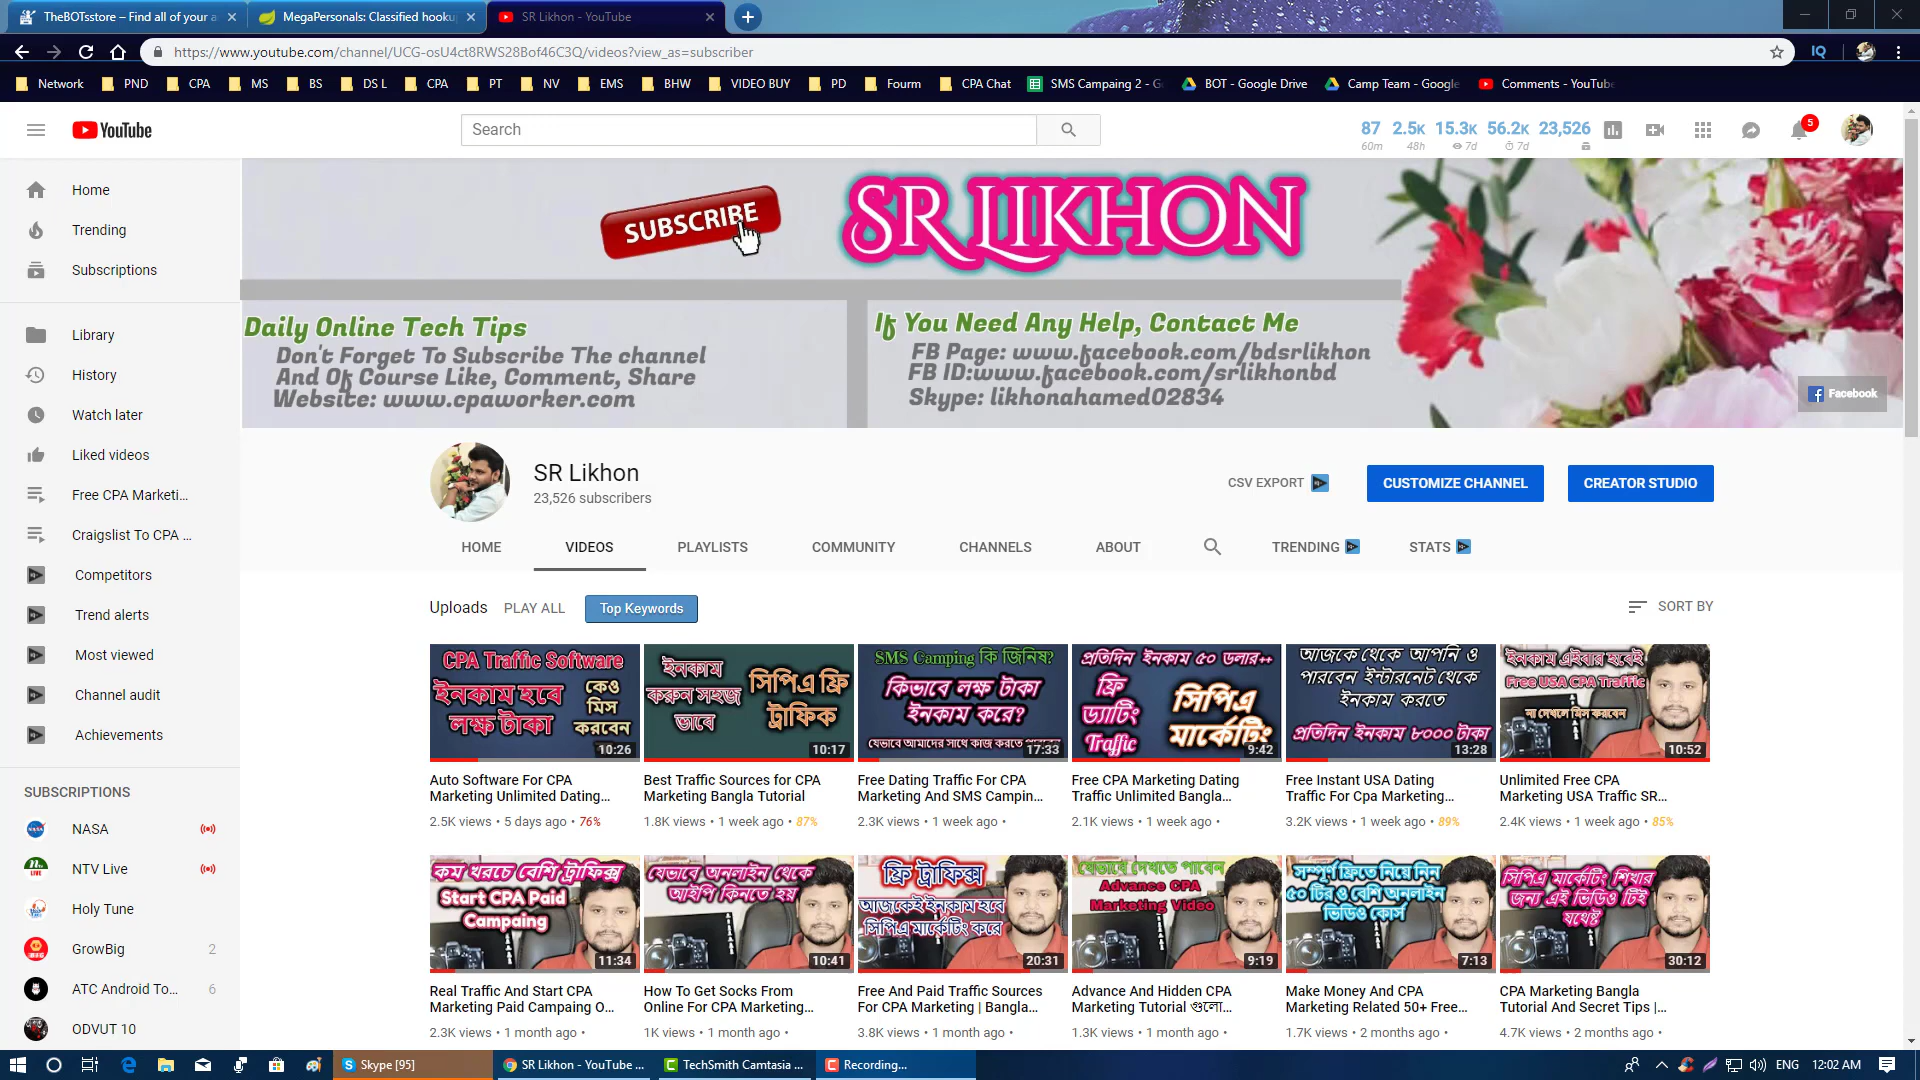 TheBOTsstore – Find all of your a
MegaPersonals: Classified hooku
SR Likhon - YouTube
https://www.youtube.com/channel/UCG-osU4ct8RWS28Bof46C3Q/videos?view_as=subscriber
IQ
Network PND CPA MS BS DS L CPA PT NV EMS BHW VIDEO BUY PD Fourm CPA Chat SMS Campaing 2 - G BOT - Google Drive Camp Team - Google Comments - YouTube
YouTube
Search
87 2.5K 15.3K 56.2K 23,526
60m 48h 7d 7d
5
Home
Trending
Subscriptions
Library
History
Watch later
Liked videos
Free CPA Marketi...
Craigslist To CPA ...
Competitors
Trend alerts
Most viewed
Channel audit
Achievements
SUBSCRIPTIONS
NASA
NTV Live
Holy Tune
GrowBig 2
ATC Android To... 6
ODVUT 10
SUBSCRIBE
SR LIKHON
Daily Online Tech Tips
Don't Forget To Subscribe The channel
And Of Course Like, Comment, Share
Website: www.cpaworker.com
If You Need Any Help, Contact Me
FB Page: www.facebook.com/bdsrlikhon
FB ID:www.facebook.com/srlikhonbd
Skype: likhonahamed02834
Facebook
SR Likhon
23,526 subscribers
CSV EXPORT
CUSTOMIZE CHANNEL
CREATOR STUDIO
HOME VIDEOS PLAYLISTS COMMUNITY CHANNELS ABOUT TRENDING STATS
Uploads PLAY ALL Top Keywords SORT BY
CPA Traffic Software
ইনকাম হবে
লক্ষ টাকা
কেও
মিস
করবেন
10:26
ইনকাম
করুন সহজ
ভাবে
সিপিএ ফ্রি
ট্রাফিক
10:17
SMS Camping কি জিনিষ?
কিভাবে লক্ষ টাকা
ইনকাম করে?
যেভাবে আমাদের সাথে কাজ করতে পারবেন
17:33
প্রতিদিন ইনকাম ৫০ ডলার++
ফ্রি
ড্যাটিং
Traffic
সিপিএ
মার্কেটিং
9:42
আজকে থেকে আপনি ও
পারবেন ইন্টারনেট থেকে
ইনকাম করতে
প্রতিদিন ইনকাম ৮০০০ টাকা
13:28
ইনকাম এইবার হবেই
Free USA CPA Traffic
না দেখলে মিস করবেন
10:52
Auto Software For CPA
Marketing Unlimited Dating...
2.5K views • 5 days ago • 76%
Best Traffic Sources for CPA
Marketing Bangla Tutorial
1.8K views • 1 week ago • 87%
Free Dating Traffic For CPA
Marketing And SMS Campin...
2.3K views • 1 week ago •
Free CPA Marketing Dating
Traffic Unlimited Bangla...
2.1K views • 1 week ago •
Free Instant USA Dating
Traffic For Cpa Marketing...
3.2K views • 1 week ago • 89%
Unlimited Free CPA
Marketing USA Traffic SR...
2.4K views • 1 week ago • 85%
কম খরচে বেশি ট্রাফিক্স
Start CPA Paid
Campaing
11:34
যেভাবে অনলাইন থেকে
আইপি কিনতে হয়
10:41
ফ্রি ট্রাফিক্স
আজকেই ইনকাম হবে
সিপিএ মার্কেটিং করে
20:31
যেভাবে দেখতে পাবেন
Advance CPA
Marketing Video
9:19
সম্পূর্ণ ফ্রিতে নিয়ে নিন
৫০ টির ও বেশি অনলাইন
ভিডিও কোর্স
7:13
সিপিএ মার্কেটিং শিখার
জন্য এই ভিডিও টিই
যথেষ্ট
30:12
Real Traffic And Start CPA
Marketing Paid Campaing O...
2.3K views • 1 month ago •
How To Get Socks From
Online For CPA Marketing...
1K views • 1 month ago •
Free And Paid Traffic Sources
For CPA Marketing | Bangla...
3.8K views • 1 month ago •
Advance And Hidden CPA
Marketing Tutorial গুলো...
1.3K views • 1 month ago •
Make Money And CPA
Marketing Related 50+ Free...
1.7K views • 2 months ago •
CPA Marketing Bangla
Tutorial And Secret Tips |...
4.7K views • 2 months ago •
Skype [95]
SR Likhon - YouTube ...
TechSmith Camtasia ...
Recording...
ENG
12:02 AM